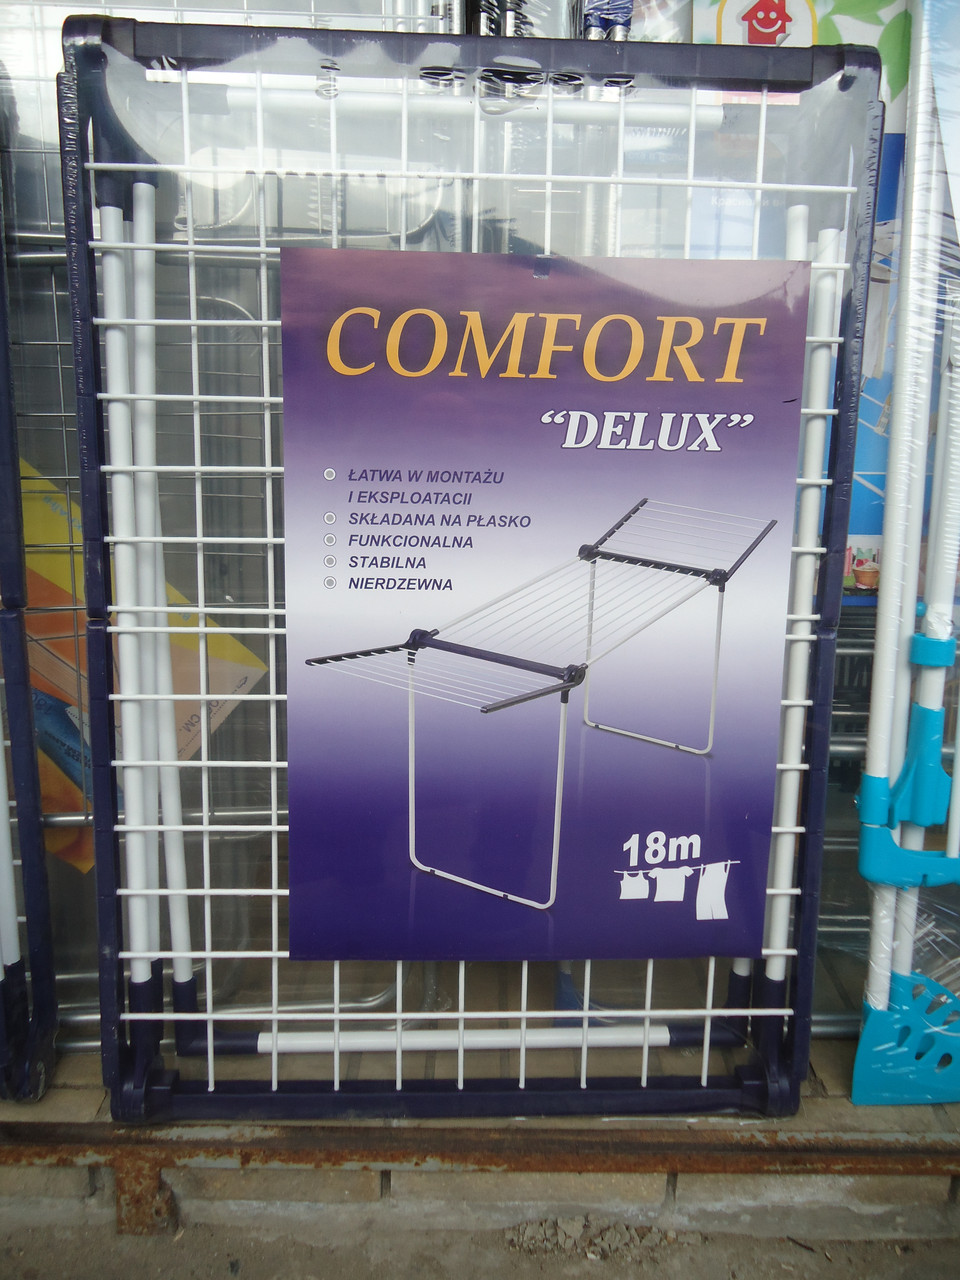 COMFORT
“DELUX”
ŁATWA W MONTAŻU
I EKSPLOATACII
SKŁADANA NA PŁASKO
FUNKCIONALNA
STABILNA
NIERDZEWNA
18m